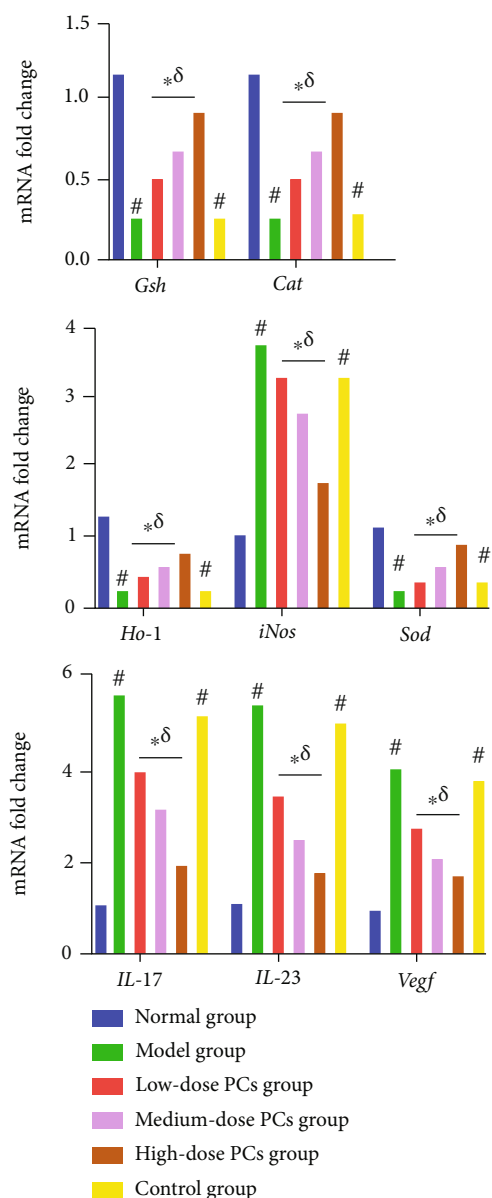 mRNA fold change
1.5
1.0
0.5
0.0
*δ
*δ
#
#
#
#
Gsh
Cat
mRNA fold change
4
3
2
1
0
#
*δ
#
*δ
#
#
*δ
#
#
Ho-1
iNos
Sod
mRNA fold change
6
4
2
0
#
*δ
#
#
*δ
#
#
*δ
#
IL-17
IL-23
Vegf
Normal group
Model group
Low-dose PCs group
Medium-dose PCs group
High-dose PCs group
Control group